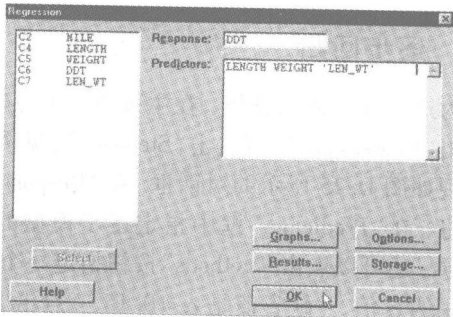 Regression
C2 MILE
C4 LENGTH
C5 WEIGHT
C6 DDT
C7 LEN_WT
Response: DDT
Predictors: LENGTH WEIGHT 'LEN_WT'
Graphs... Options...
Select Results... Storage...
Help OK Cancel